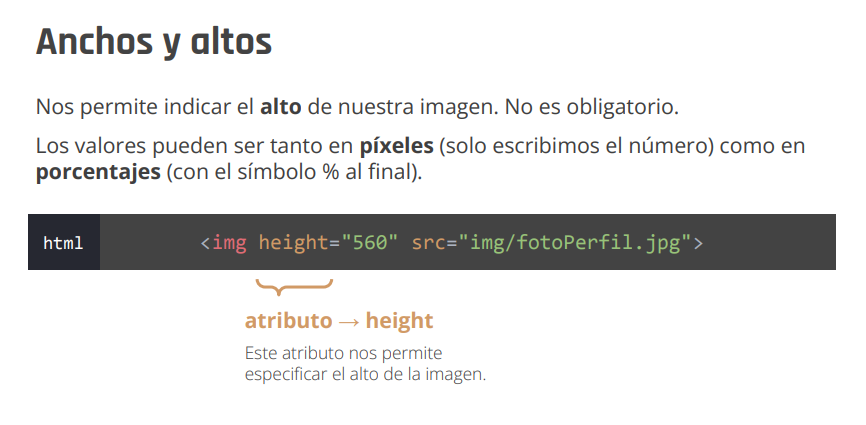 Anchos y altos
Nos permite indicar el alto de nuestra imagen. No es obligatorio.
Los valores pueden ser tanto en píxeles (solo escribimos el número) como en
porcentajes (con el símbolo % al final).
html
<img height="560" src="img/fotoPerfil.jpg">
atributo → height
Este atributo nos permite
especificar el alto de la imagen.